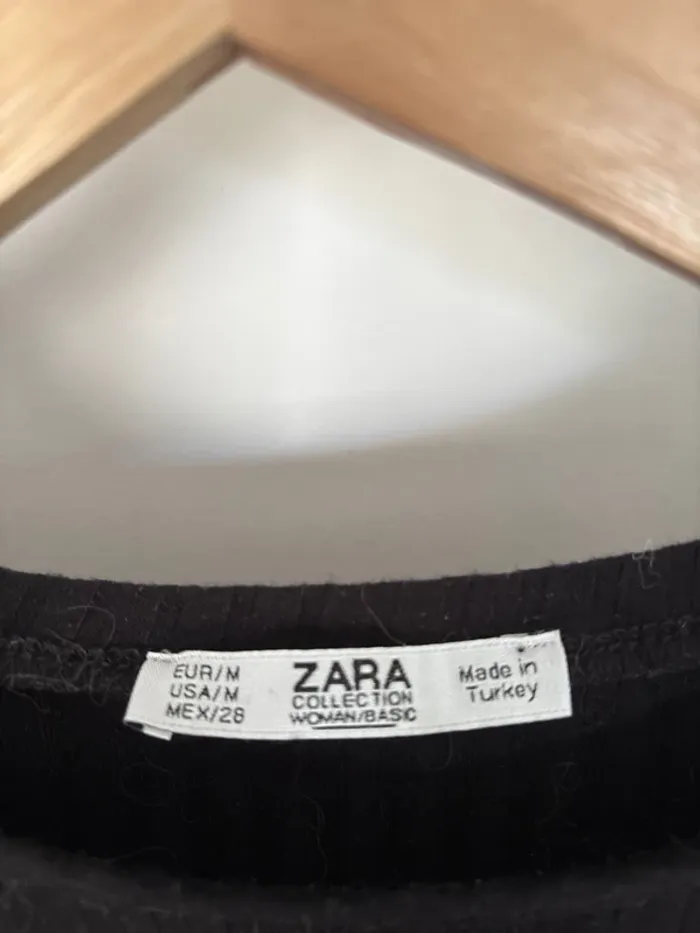 EUR/M
USA/M
MEX/28
ZARA
COLLECTION
WOMAN/BASIC
Made in
Turkey